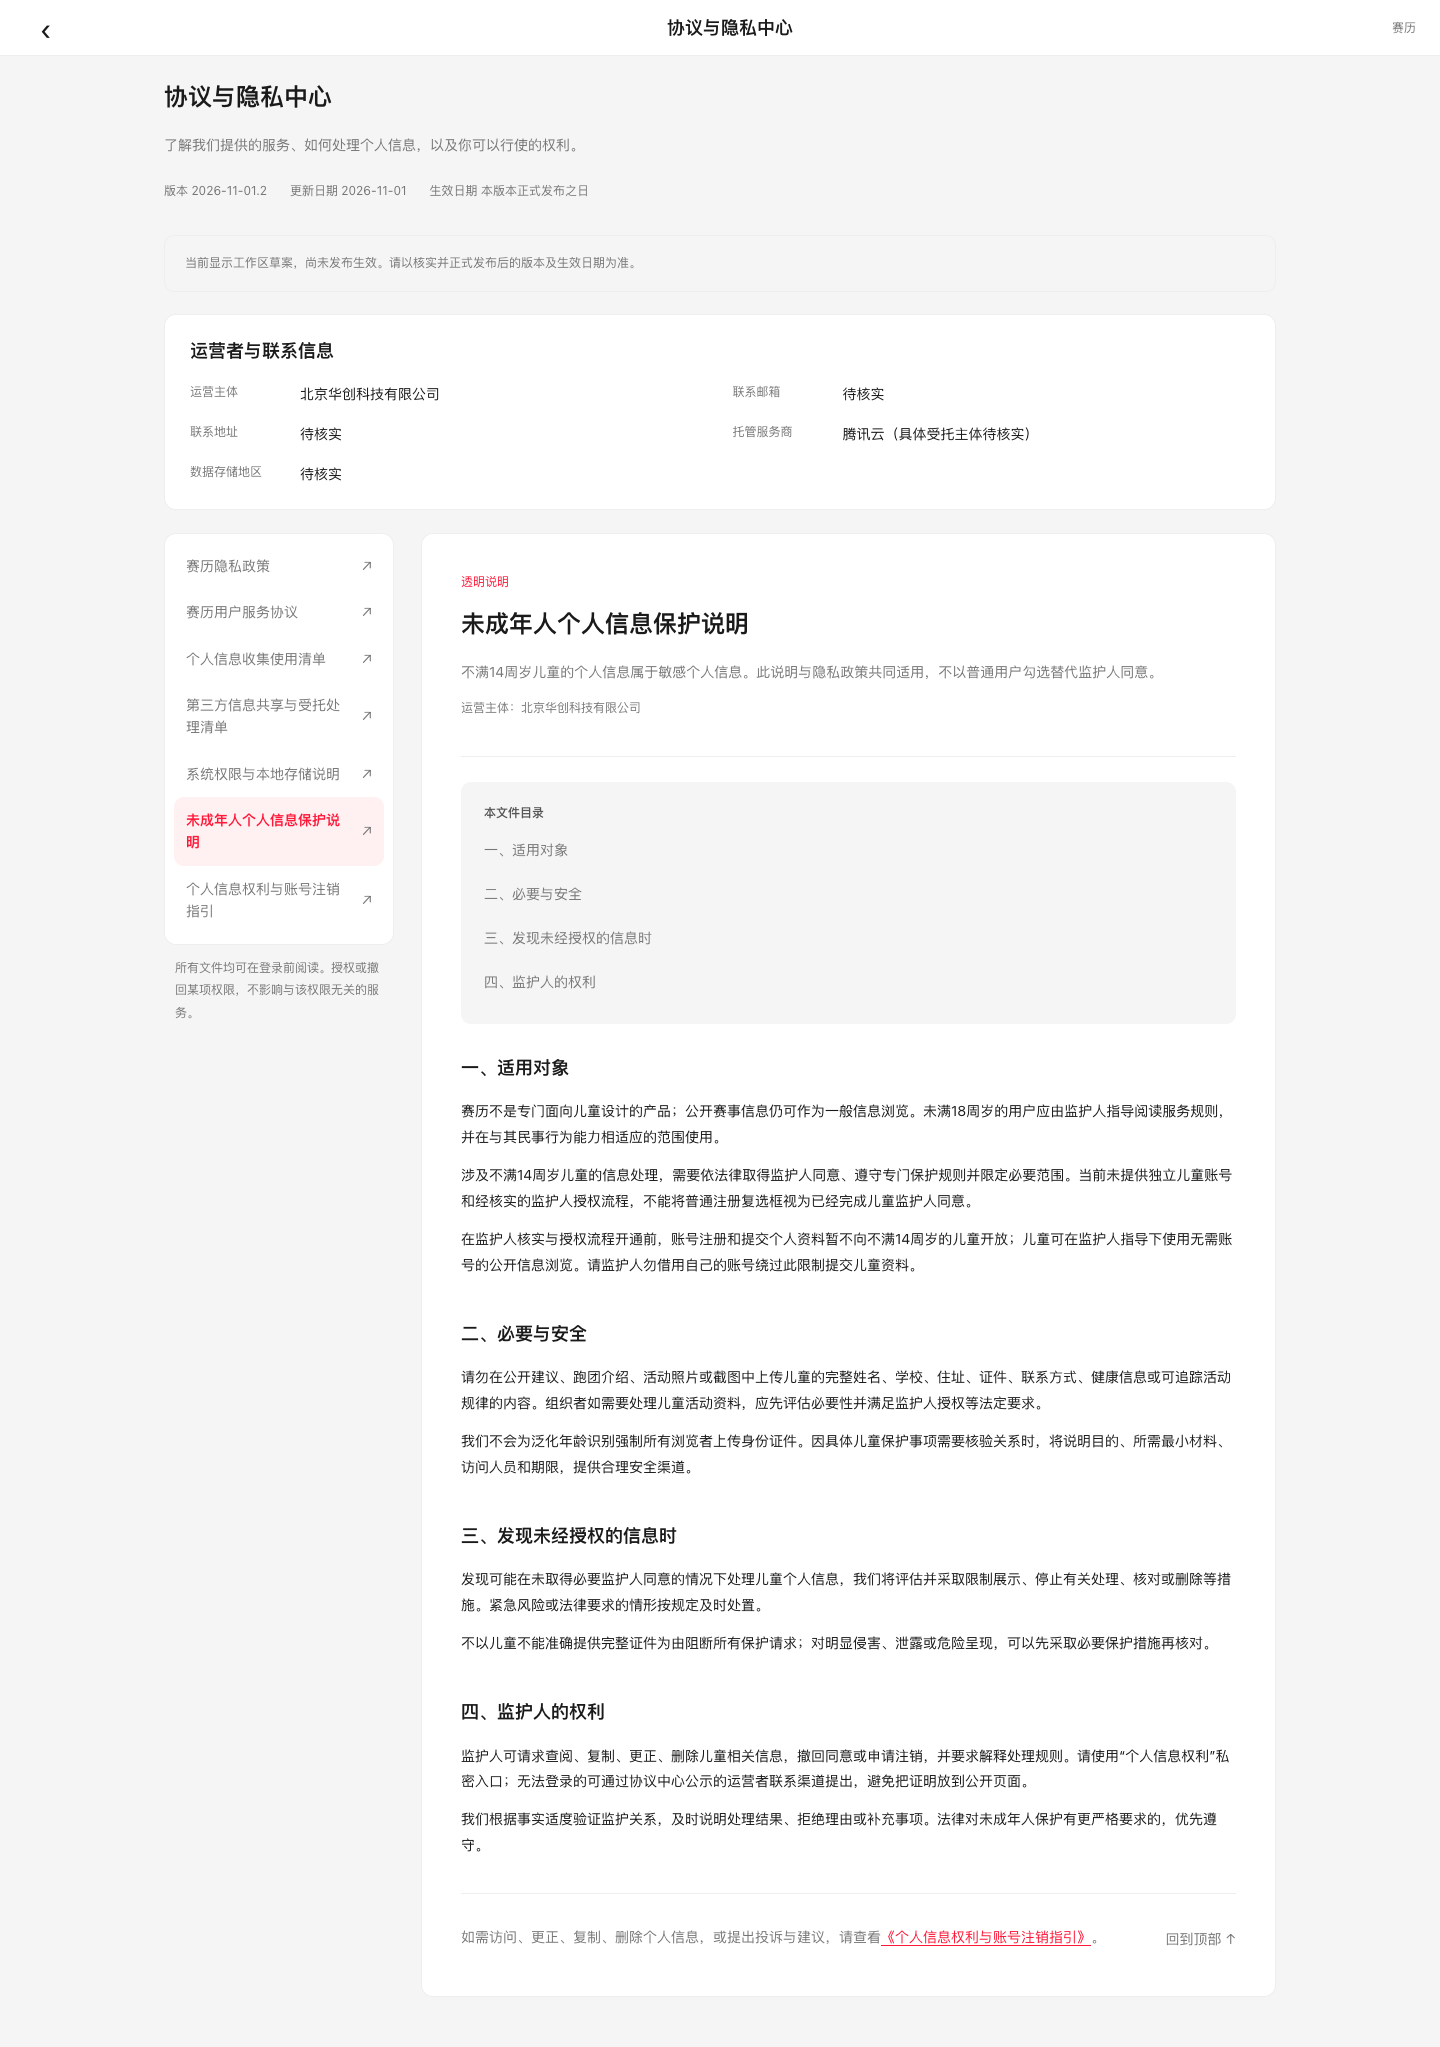 ‹
协议与隐私中心
赛历
协议与隐私中心
了解我们提供的服务、如何处理个人信息，以及你可以行使的权利。
版本 2026-11-01.2 更新日期 2026-11-01 生效日期 本版本正式发布之日
当前显示工作区草案，尚未发布生效。请以核实并正式发布后的版本及生效日期为准。
运营者与联系信息
运营主体 北京华创科技有限公司
联系邮箱 待核实
联系地址 待核实
托管服务商 腾讯云（具体受托主体待核实）
数据存储地区 待核实
赛历隐私政策 ↗
赛历用户服务协议 ↗
个人信息收集使用清单 ↗
第三方信息共享与受托处
理清单 ↗
系统权限与本地存储说明 ↗
未成年人个人信息保护说
明 ↗
个人信息权利与账号注销
指引 ↗
所有文件均可在登录前阅读。授权或撤
回某项权限，不影响与该权限无关的服
务。
透明说明
未成年人个人信息保护说明
不满14周岁儿童的个人信息属于敏感个人信息。此说明与隐私政策共同适用，不以普通用户勾选替代监护人同意。
运营主体：北京华创科技有限公司
本文件目录
一、适用对象
二、必要与安全
三、发现未经授权的信息时
四、监护人的权利
一、适用对象
赛历不是专门面向儿童设计的产品；公开赛事信息仍可作为一般信息浏览。未满18周岁的用户应由监护人指导阅读服务规则，
并在与其民事行为能力相适应的范围使用。
涉及不满14周岁儿童的信息处理，需要依法律取得监护人同意、遵守专门保护规则并限定必要范围。当前未提供独立儿童账号
和经核实的监护人授权流程，不能将普通注册复选框视为已经完成儿童监护人同意。
在监护人核实与授权流程开通前，账号注册和提交个人资料暂不向不满14周岁的儿童开放；儿童可在监护人指导下使用无需账
号的公开信息浏览。请监护人勿借用自己的账号绕过此限制提交儿童资料。
二、必要与安全
请勿在公开建议、跑团介绍、活动照片或截图中上传儿童的完整姓名、学校、住址、证件、联系方式、健康信息或可追踪活动
规律的内容。组织者如需要处理儿童活动资料，应先评估必要性并满足监护人授权等法定要求。
我们不会为泛化年龄识别强制所有浏览者上传身份证件。因具体儿童保护事项需要核验关系时，将说明目的、所需最小材料、
访问人员和期限，提供合理安全渠道。
三、发现未经授权的信息时
发现可能在未取得必要监护人同意的情况下处理儿童个人信息，我们将评估并采取限制展示、停止有关处理、核对或删除等措
施。紧急风险或法律要求的情形按规定及时处置。
不以儿童不能准确提供完整证件为由阻断所有保护请求；对明显侵害、泄露或危险呈现，可以先采取必要保护措施再核对。
四、监护人的权利
监护人可请求查阅、复制、更正、删除儿童相关信息，撤回同意或申请注销，并要求解释处理规则。请使用“个人信息权利”私
密入口；无法登录的可通过协议中心公示的运营者联系渠道提出，避免把证明放到公开页面。
我们根据事实适度验证监护关系，及时说明处理结果、拒绝理由或补充事项。法律对未成年人保护有更严格要求的，优先遵
守。
如需访问、更正、复制、删除个人信息，或提出投诉与建议，请查看《个人信息权利与账号注销指引》。
回到顶部 ↑